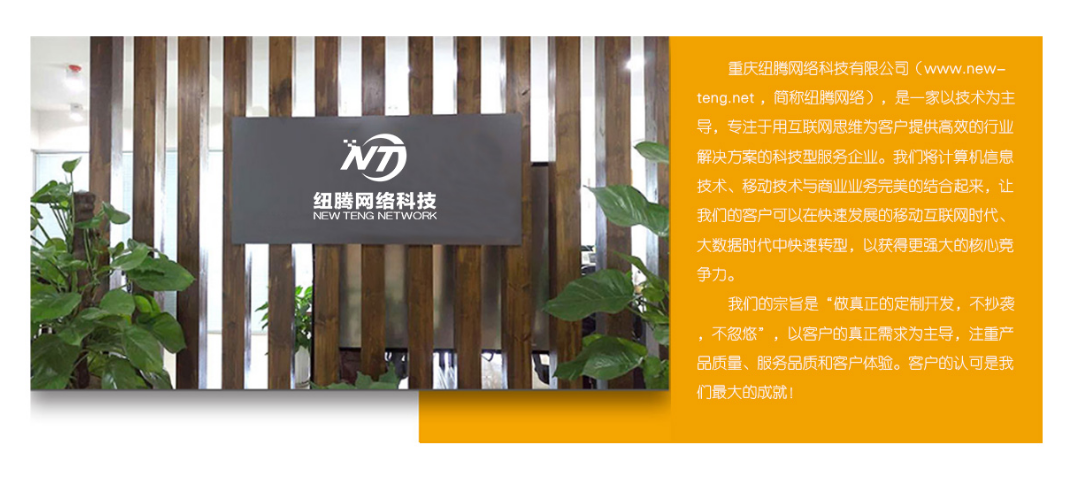 NT
纽腾网络科技
NEW TENG NETWORK
重庆纽腾网络科技有限公司（www.new-
teng.net ，简称纽腾网络），是一家以技术为主
导，专注于用互联网思维为客户提供高效的行业
解决方案的科技型服务企业。我们将计算机信息
技术、移动技术与商业业务完美的结合起来，让
我们的客户可以在快速发展的移动互联网时代、
大数据时代中快速转型，以获得更强大的核心竞
争力。
我们的宗旨是“做真正的定制开发，不抄袭
，不忽悠”，以客户的真正需求为主导，注重产
品质量、服务品质和客户体验。客户的认可是我
们最大的成就！